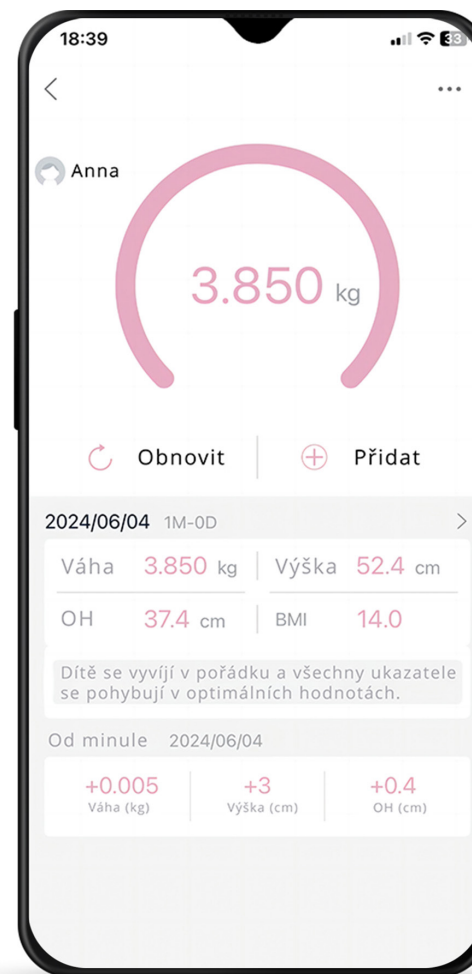 18:39
33
Anna
3.850 kg
Obnovit Přidat
2024/06/04 1M-0D
Váha 3.850 kg Výška 52.4 cm
OH 37.4 cm BMI 14.0
Dítě se vyvíjí v pořádku a všechny ukazatele
se pohybují v optimálních hodnotách.
Od minule 2024/06/04
+0.005 +3 +0.4
Váha (kg) Výška (cm) OH (cm)